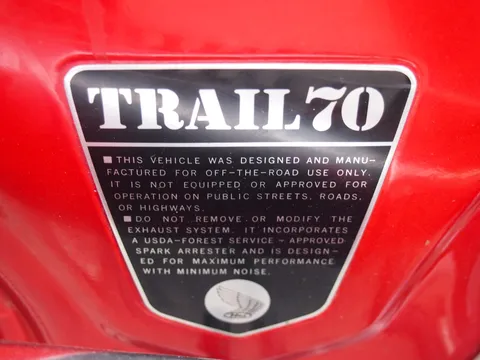 TRAIL 70
■ THIS VEHICLE WAS DESIGNED AND MANU-
FACTURED FOR OFF-THE-ROAD USE ONLY.
IT IS NOT EQUIPPED OR APPROVED FOR
OPERATION ON PUBLIC STREETS, ROADS,
OR HIGHWAYS.
■ DO NOT REMOVE OR MODIFY THE
EXHAUST SYSTEM. IT INCORPORATES
A USDA-FOREST SERVICE - APPROVED
SPARK ARRESTER AND IS DESIGN-
ED FOR MAXIMUM PERFORMANCE
WITH MINIMUM NOISE.